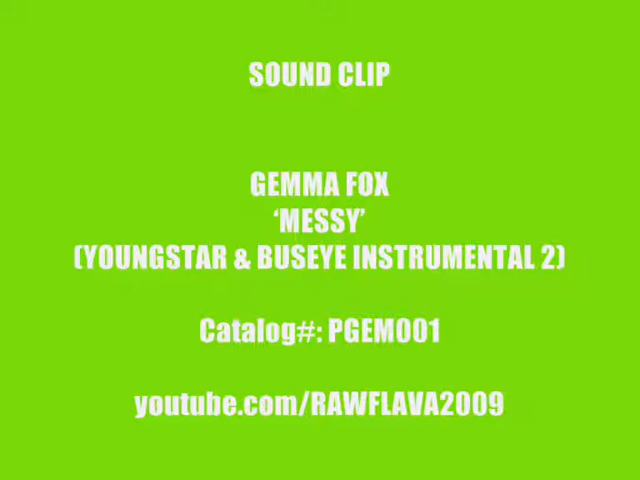 SOUND CLIP
GEMMA FOX
‘MESSY’
(YOUNGSTAR & BUSEYE INSTRUMENTAL 2)
Catalog#: PGEM001
youtube.com/RAWFLAVA2009